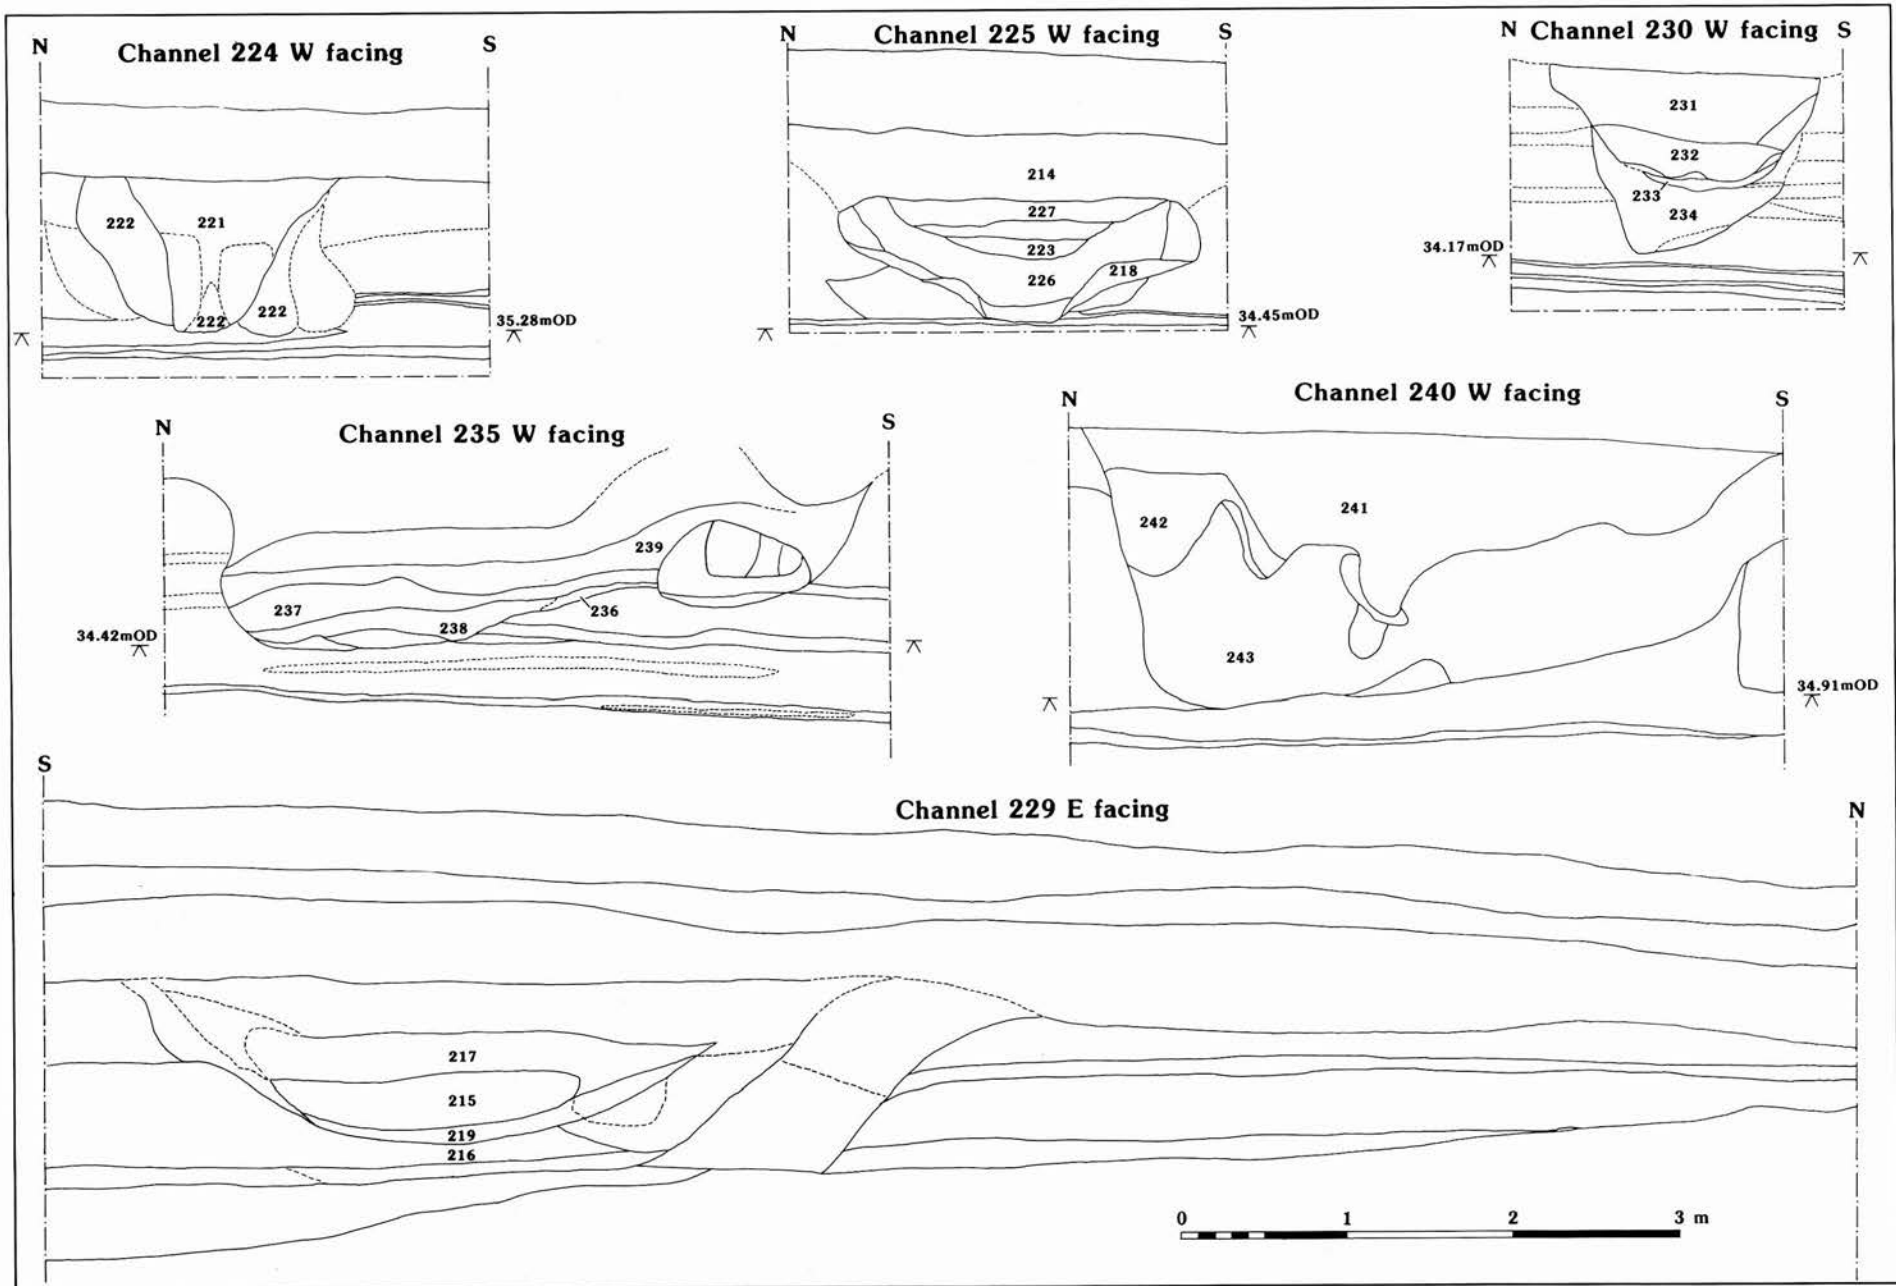 N Channel 224 W facing S
222
221
222
222
35.28mOD
N Channel 225 W facing S
214
227
223
226
218
34.45mOD
N Channel 230 W facing S
231
232
233
234
34.17mOD
N Channel 235 W facing S
239
237
236
238
34.42mOD
N Channel 240 W facing S
242
241
243
34.91mOD
S Channel 229 E facing N
217
215
219
216
0 1 2 3 m